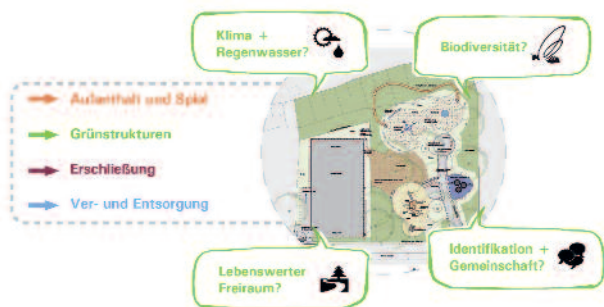 Klima +
Regenwasser?
Biodiversität?
Aufenthalt und Spiel
Grünstrukturen
Erschließung
Ver- und Entsorgung
Lebenswerter
Freiraum?
Identifikation +
Gemeinschaft?